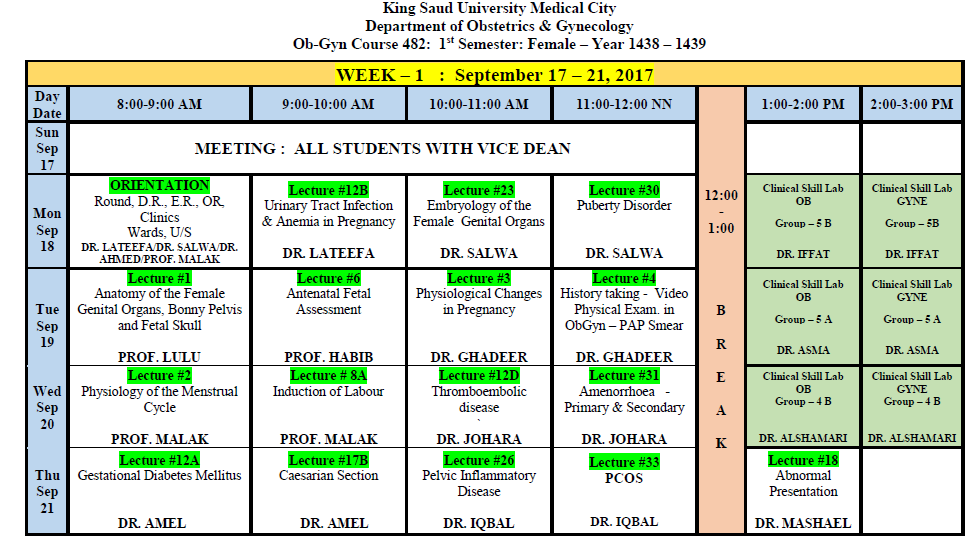 King Saud University Medical City
Department of Obstetrics & Gynecology
Ob-Gyn Course 482: 1st Semester: Female – Year 1438 – 1439
WEEK – 1 : September 17 – 21, 2017
Day
Date
8:00-9:00 AM
9:00-10:00 AM
10:00-11:00 AM
11:00-12:00 NN
12:00
-
1:00
B
R
E
A
K
1:00-2:00 PM
2:00-3:00 PM
Sun
Sep
17
MEETING : ALL STUDENTS WITH VICE DEAN
Mon
Sep
18
ORIENTATION
Round, D.R., E.R., OR,
Clinics
Wards, U/S
DR. LATEEFA/DR. SALWA/DR.
AHMED/PROF. MALAK
Lecture #12B
Urinary Tract Infection
& Anemia in Pregnancy
DR. LATEEFA
Lecture #23
Embryology of the
Female Genital Organs
DR. SALWA
Lecture #30
Puberty Disorder
DR. SALWA
Clinical Skill Lab
OB
Group – 5 B
DR. IFFAT
Clinical Skill Lab
GYNE
Group – 5B
DR. IFFAT
Tue
Sep
19
Lecture #1
Anatomy of the Female
Genital Organs, Bonny Pelvis
and Fetal Skull
PROF. LULU
Lecture #6
Antenatal Fetal
Assessment
PROF. HABIB
Lecture #3
Physiological Changes
in Pregnancy
DR. GHADEER
Lecture #4
History taking - Video
Physical Exam. in
ObGyn – PAP Smear
DR. GHADEER
Clinical Skill Lab
OB
Group – 5 A
DR. ASMA
Clinical Skill Lab
GYNE
Group – 5 A
DR. ASMA
Wed
Sep
20
Lecture #2
Physiology of the Menstrual
Cycle
PROF. MALAK
Lecture # 8A
Induction of Labour
PROF. MALAK
Lecture #12D
Thromboembolic
disease
`
DR. JOHARA
Lecture #31
Amenorrhoea -
Primary & Secondary
DR. JOHARA
Clinical Skill Lab
OB
Group – 4 B
DR. ALSHAMARI
Clinical Skill Lab
GYNE
Group – 4 B
DR. ALSHAMARI
Thu
Sep
21
Lecture #12A
Gestational Diabetes Mellitus
DR. AMEL
Lecture #17B
Caesarian Section
DR. AMEL
Lecture #26
Pelvic Inflammatory
Disease
DR. IQBAL
Lecture #33
PCOS
DR. IQBAL
Lecture #18
Abnormal
Presentation
DR. MASHAEL